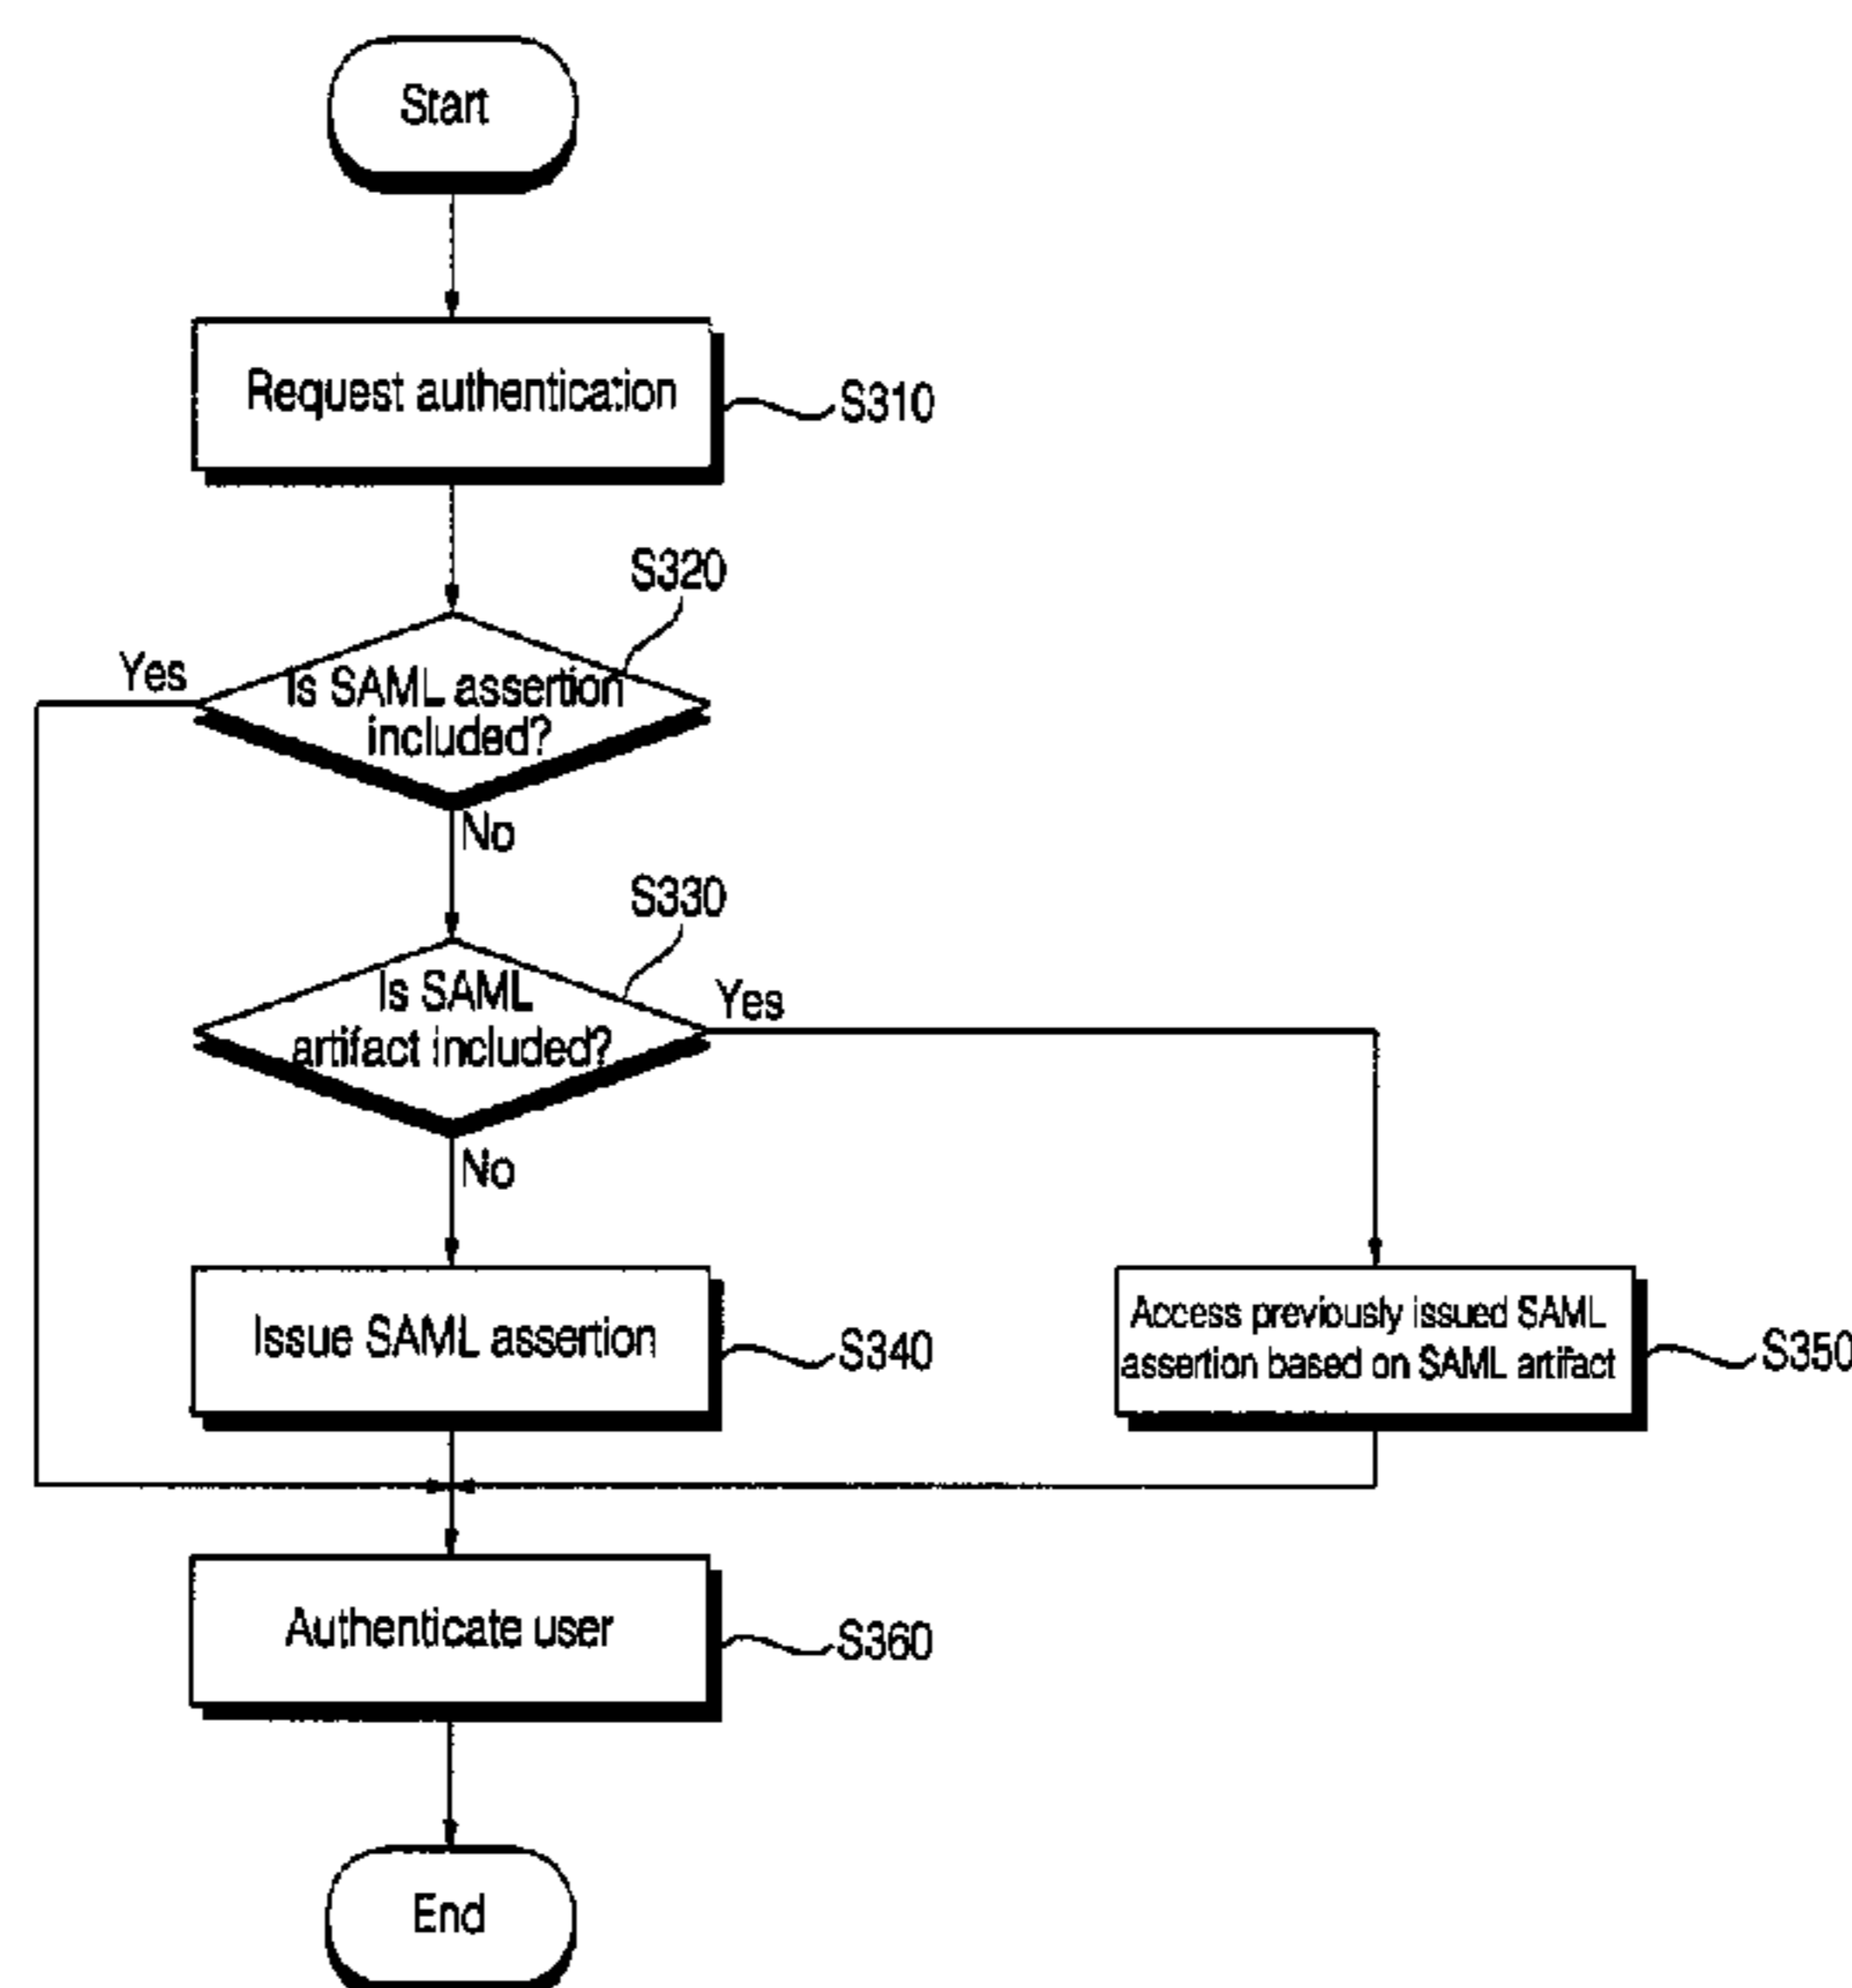 Start
Request authentication
S310
S320
Yes
Is SAML assertion
included?
No
S330
Is SAML
artifact included?
Yes
No
Issue SAML assertion
S340
Access previously issued SAML
assertion based on SAML artifact
S350
Authenticate user
S360
End